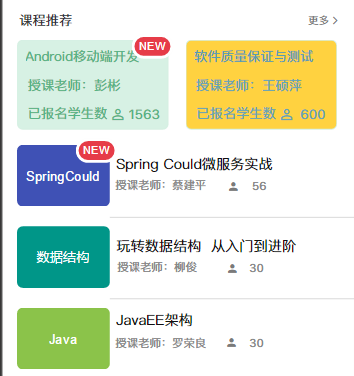 课程推荐 更多
NEW
Android移动端开发 软件质量保证与测试
授课老师：彭彬 授课老师：王硕萍
已报名学生数 1563 已报名学生数 600
NEW
SpringCould
Spring Could微服务实战
授课老师：蔡建平 56
数据结构
玩转数据结构 从入门到进阶
授课老师：柳俊 30
Java
JavaEE架构
授课老师：罗荣良 30